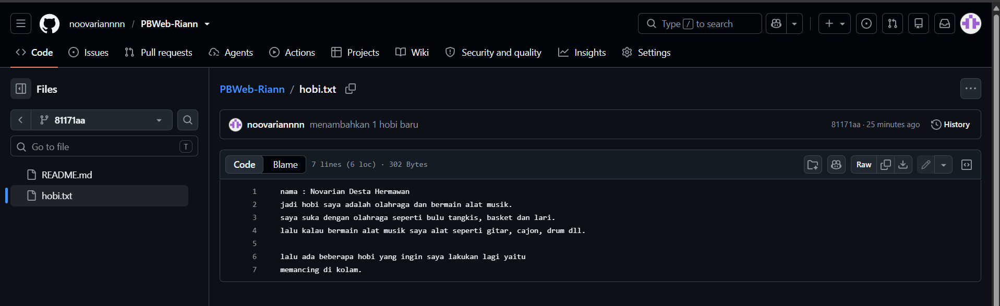 noovariannnn / PBWeb-Riann
Type / to search
Code Issues Pull requests Agents Actions Projects Wiki Security and quality Insights Settings
Files
PBWeb-Riann / hobi.txt
81171aa
noovariannnn menambahkan 1 hobi baru 81171aa · 25 minutes ago History
Go to file T
Code Blame 7 lines (6 loc) · 302 Bytes Raw
README.md
hobi.txt
1 nama : Novarian Desta Hermawan
2 jadi hobi saya adalah olahraga dan bermain alat musik.
3 saya suka dengan olahraga seperti bulu tangkis, basket dan lari.
4 lalu kalau bermain alat musik saya alat seperti gitar, cajon, drum dll.
5
6 lalu ada beberapa hobi yang ingin saya lakukan lagi yaitu
7 memancing di kolam.